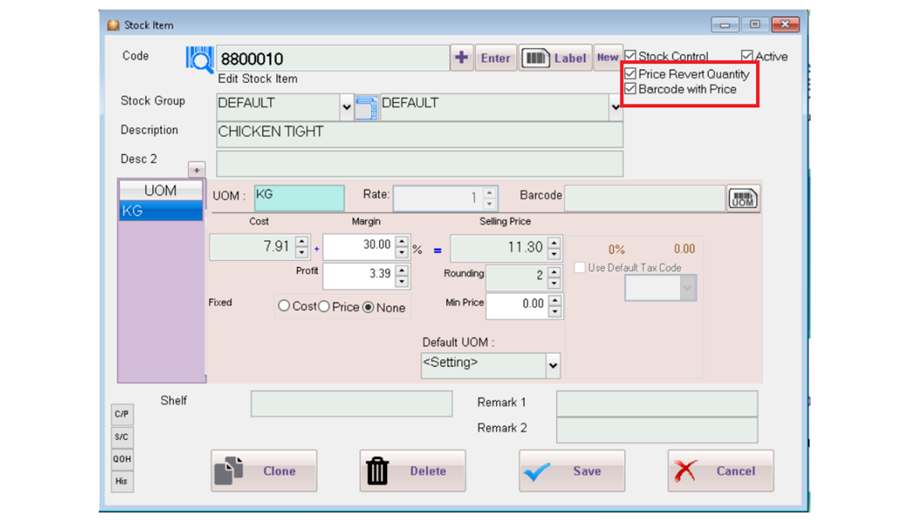 Stock Item
Code 8800010 + Enter Label New Stock Control Active
Edit Stock Item
Price Revert Quantity
Barcode with Price
Stock Group DEFAULT DEFAULT
Description CHICKEN TIGHT
Desc 2
+
UOM
KG
UOM : KG Rate: 1 Barcode UOM
Cost Margin Selling Price
7.91 + 30.00 % = 11.30 0% 0.00
Profit 3.39 Rounding 2 Use Default Tax Code
Fixed Cost Price None Min Price 0.00
Default UOM :
<Setting>
Shelf Remark 1
Remark 2
C/P
S/C
QOH
His
Clone Delete Save Cancel